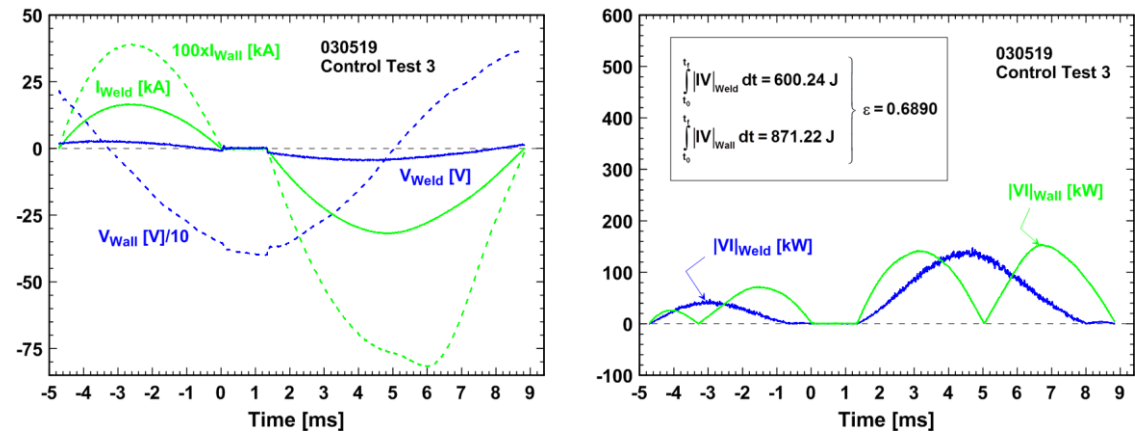 50
25
0
-25
-50
-75
-5 -4 -3 -2 -1 0 1 2 3 4 5 6 7 8 9
Time [ms]
100xI_Wall [kA]
I_Weld [kA]
030519
Control Test 3
V_Weld [V]
V_Wall [V]/10
600
500
400
300
200
100
0
-100
-5 -4 -3 -2 -1 0 1 2 3 4 5 6 7 8 9
Time [ms]
030519
Control Test 3
∫_{t_0}^{t_f} |IV|_Weld dt = 600.24 J
∫_{t_0}^{t_f} |IV|_Wall dt = 871.22 J
ε = 0.6890
|VI|_Wall [kW]
|VI|_Weld [kW]